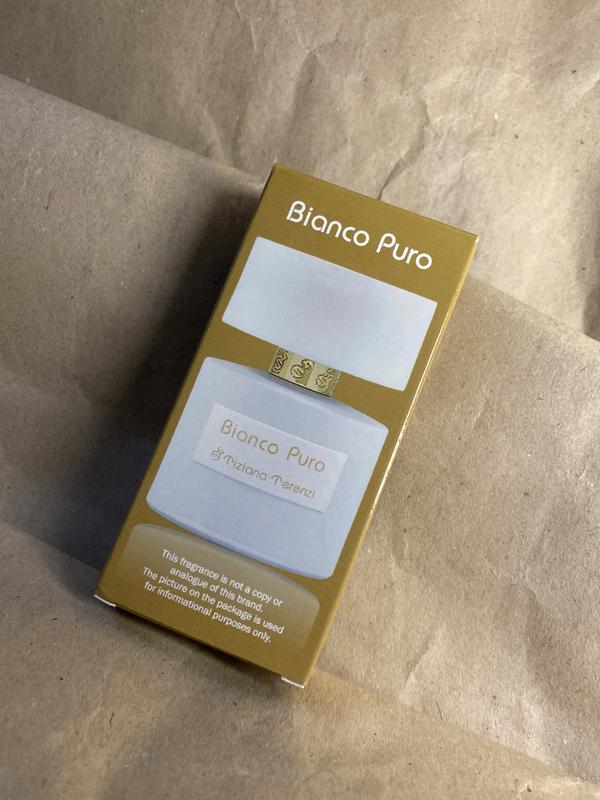 Bianco Puro
Bianco Puro
Tiziana Terenzi
This fragrance is not a copy or
analogue of this brand.
The picture on the package is used
for informational purposes only.